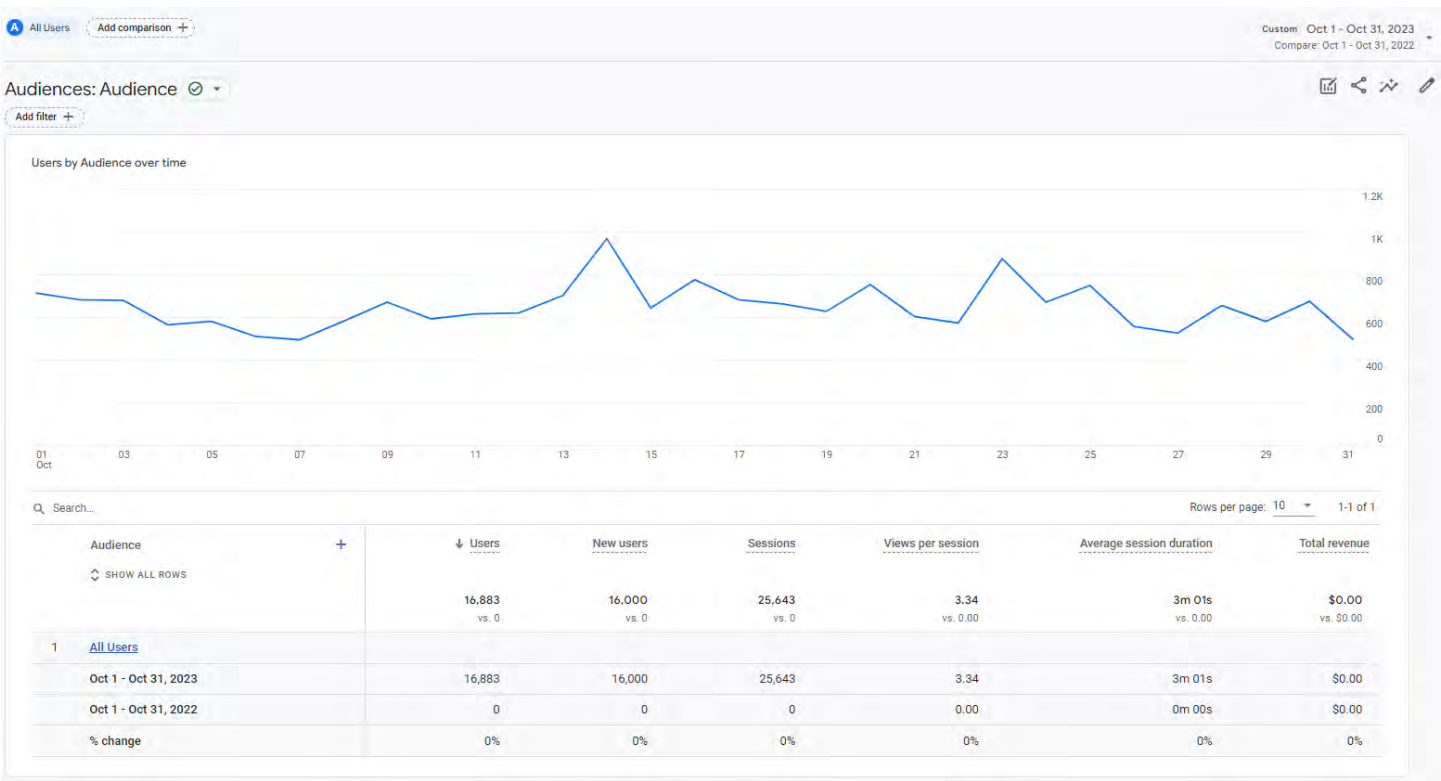 A All Users Add comparison + Custom Oct 1 - Oct 31, 2023
Compare: Oct 1 - Oct 31, 2022
Audiences: Audience
Add filter +
Users by Audience over time
1.2K
1K
800
600
400
200
0
01 03 05 07 09 11 13 15 17 19 21 23 25 27 29 31
Oct
Search... Rows per page: 10 1-1 of 1
Audience + ↓ Users New users Sessions Views per session Average session duration Total revenue
SHOW ALL ROWS
16,883 16,000 25,643 3.34 3m 01s $0.00
vs. 0 vs. 0 vs. 0 vs. 0.00 vs. 0.00 vs. $0.00
1 All Users
Oct 1 - Oct 31, 2023 16,883 16,000 25,643 3.34 3m 01s $0.00
Oct 1 - Oct 31, 2022 0 0 0 0.00 0m 00s $0.00
% change 0% 0% 0% 0% 0% 0%